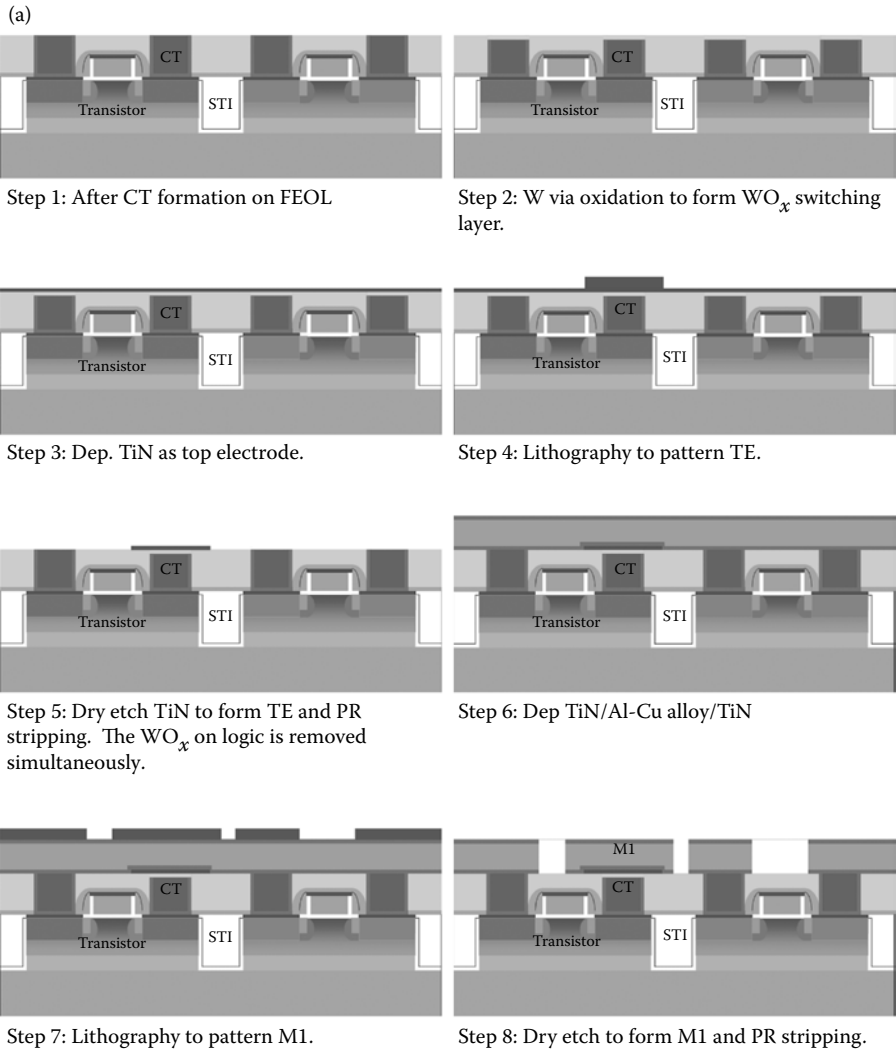 (a)
CT
Transistor
STI
Step 1: After CT formation on FEOL
CT
Transistor
STI
Step 2: W via oxidation to form WOx switching
layer.
CT
Transistor
STI
Step 3: Dep. TiN as top electrode.
CT
Transistor
STI
Step 4: Lithography to pattern TE.
CT
Transistor
STI
Step 5: Dry etch TiN to form TE and PR
stripping. The WOx on logic is removed
simultaneously.
CT
Transistor
STI
Step 6: Dep TiN/Al-Cu alloy/TiN
CT
Transistor
STI
Step 7: Lithography to pattern M1.
M1
CT
Transistor
STI
Step 8: Dry etch to form M1 and PR stripping.